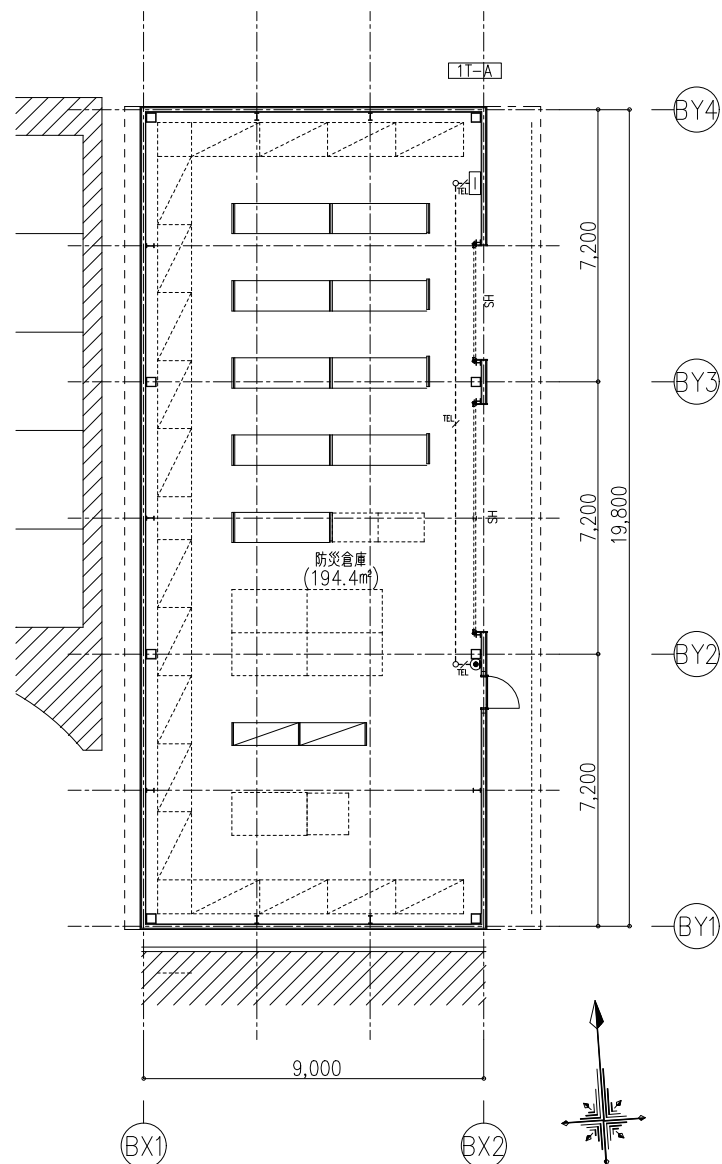 1T-A
BY4
TEL
7,200
SH
BY3
TEL
7,200
19,800
SH
防災倉庫
(194.4㎡)
BY2
TEL
7,200
BY1
9,000
BX1
BX2